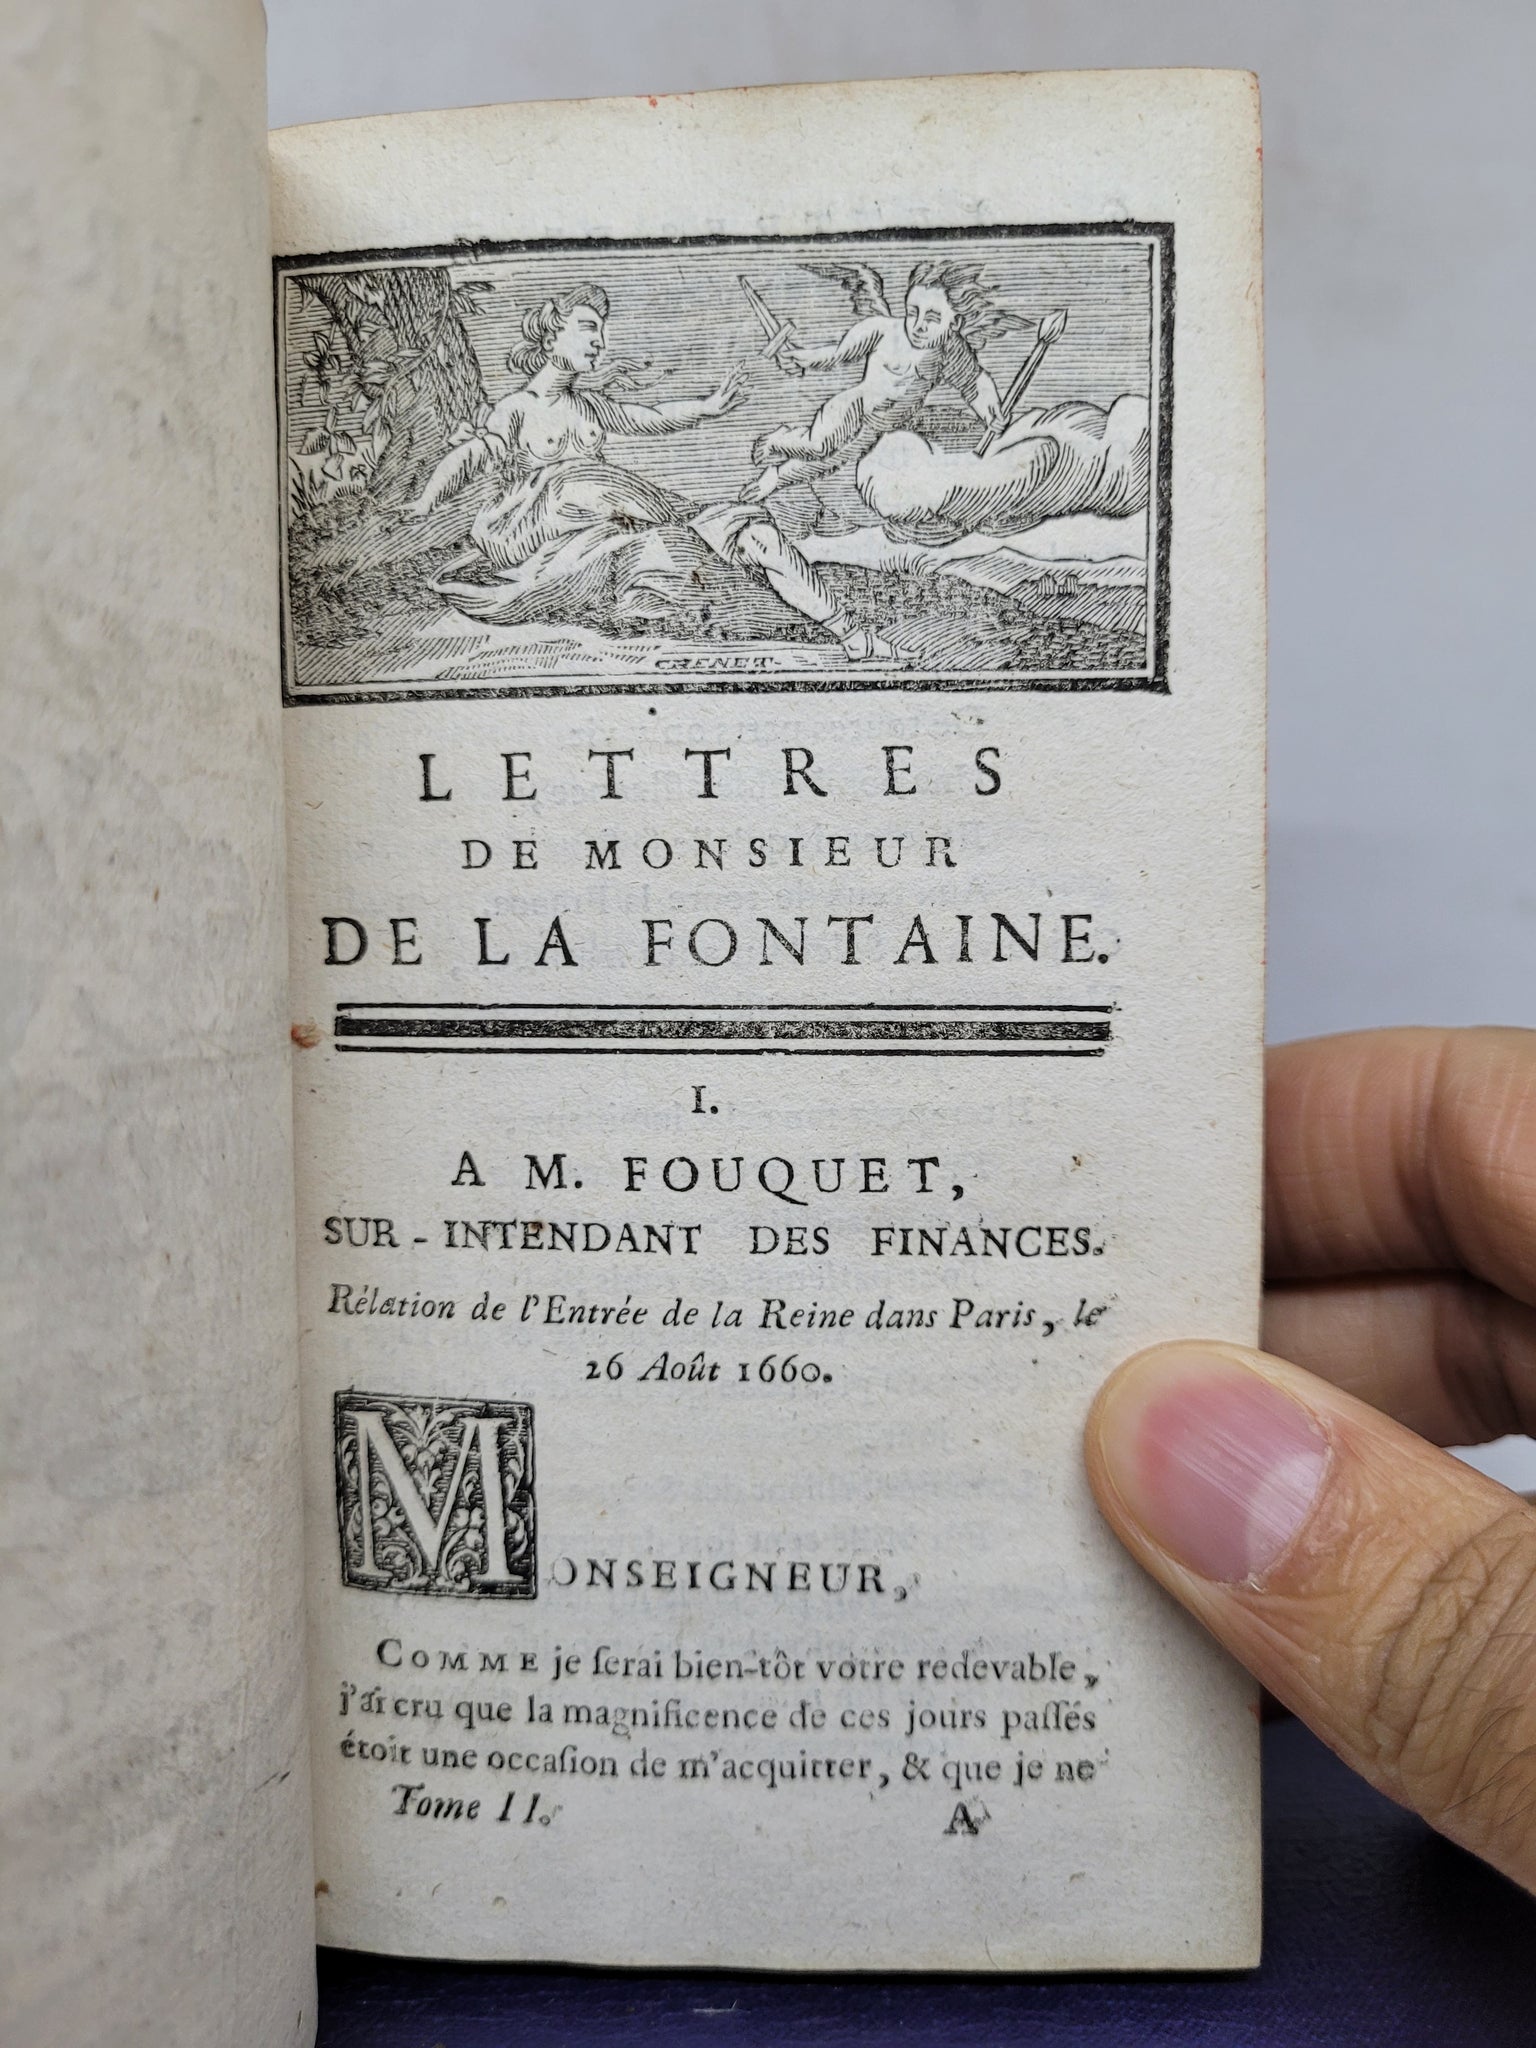 CHENET
LETTRES
DE MONSIEUR
DE LA FONTAINE.
I.
A M. FOUQUET,
SUR-INTENDANT DES FINANCES.
Rélation de l'Entrée de la Reine dans Paris, le
26 Août 1660.
MONSEIGNEUR,
COMME je ſerai bien-tôt votre redevable,
j'ai cru que la magnificence de ces jours paſſés
étoit une occaſion de m'acquitter, & que je ne
Tome II. A